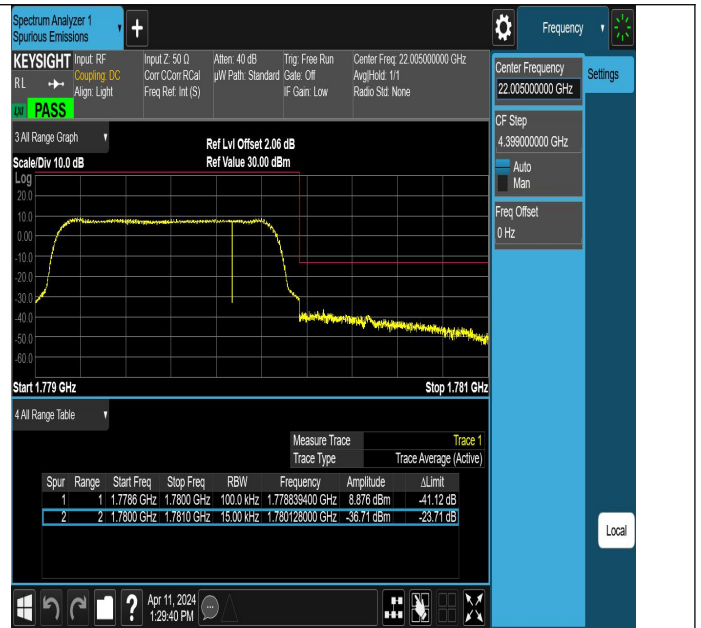 Spectrum Analyzer 1
Spurious Emissions
Frequency
KEYSIGHT
RL
LXI
PASS
Input: RF
Coupling: DC
Align: Light
Input Z: 50 Ω
Corr CCorr RCal
Freq Ref: Int (S)
Atten: 40 dB
µW Path: Standard
Trig: Free Run
Gate: Off
IF Gain: Low
Center Freq: 22.005000000 GHz
Avg|Hold: 1/1
Radio Std: None
Center Frequency
22.005000000 GHz
Settings
CF Step
4.399000000 GHz
Auto
Man
Freq Offset
0 Hz
3 All Range Graph
Ref Lvl Offset 2.06 dB
Scale/Div 10.0 dB
Ref Value 30.00 dBm
Log
20.0
10.0
0.00
-10.0
-20.0
-30.0
-40.0
-50.0
-60.0
Start 1.779 GHz
Stop 1.781 GHz
4 All Range Table
Measure Trace Trace 1
Trace Type Trace Average (Active)
Spur Range Start Freq Stop Freq RBW Frequency Amplitude ΔLimit
1 1 1.7786 GHz 1.7800 GHz 100.0 kHz 1.778839400 GHz 8.876 dBm -41.12 dB
2 2 1.7800 GHz 1.7810 GHz 15.00 kHz 1.780128000 GHz -36.71 dBm -23.71 dB
Local
Apr 11, 2024
1:29:40 PM